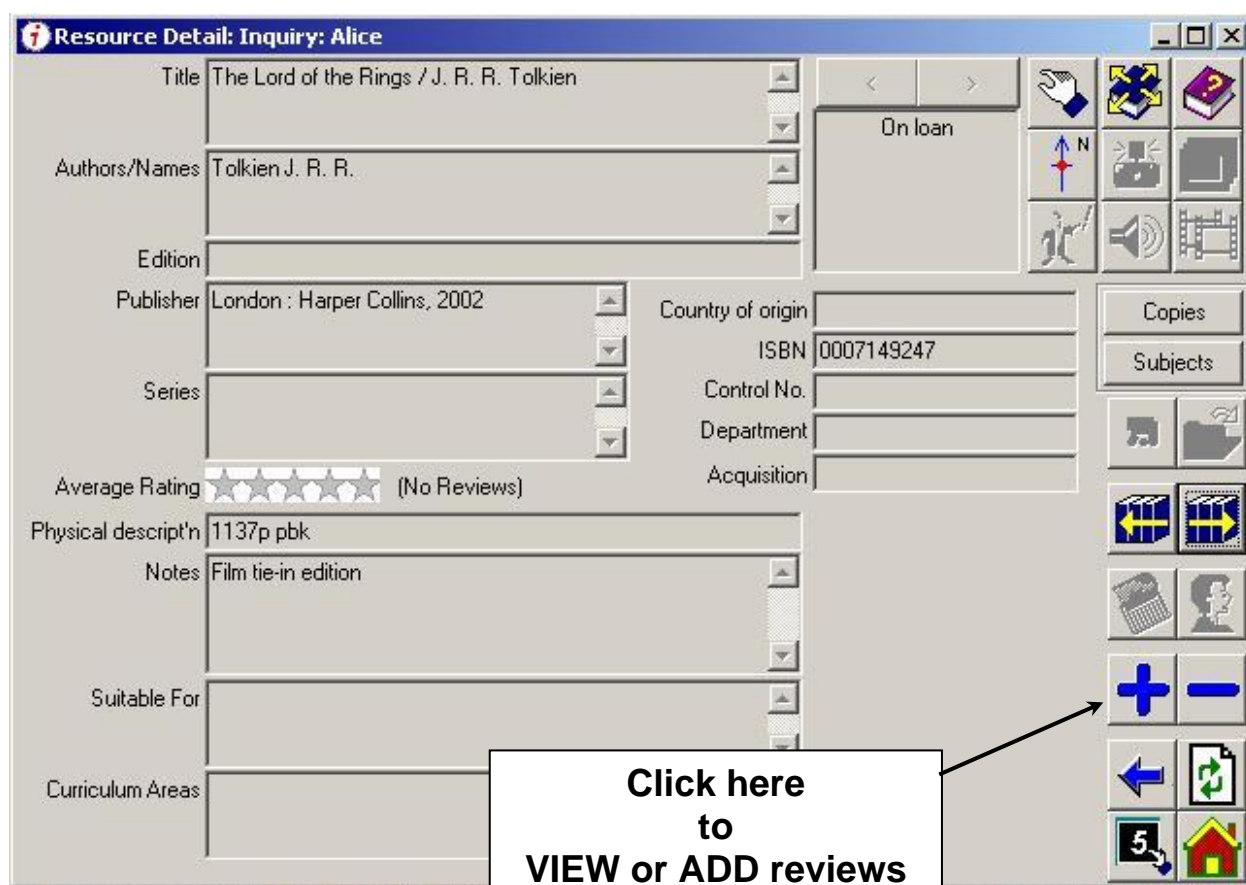 Resource Detail: Inquiry: Alice
Title The Lord of the Rings / J. R. R. Tolkien
< >
On loan
N
Authors/Names Tolkien J. R. R.
Edition
Publisher London : Harper Collins, 2002
Country of origin
Copies
ISBN 0007149247
Subjects
Series
Control No.
Department
Average Rating (No Reviews)
Acquisition
Physical descript'n 1137p pbk
Notes Film tie-in edition
Suitable For
Curriculum Areas
Click here
to
VIEW or ADD reviews
5